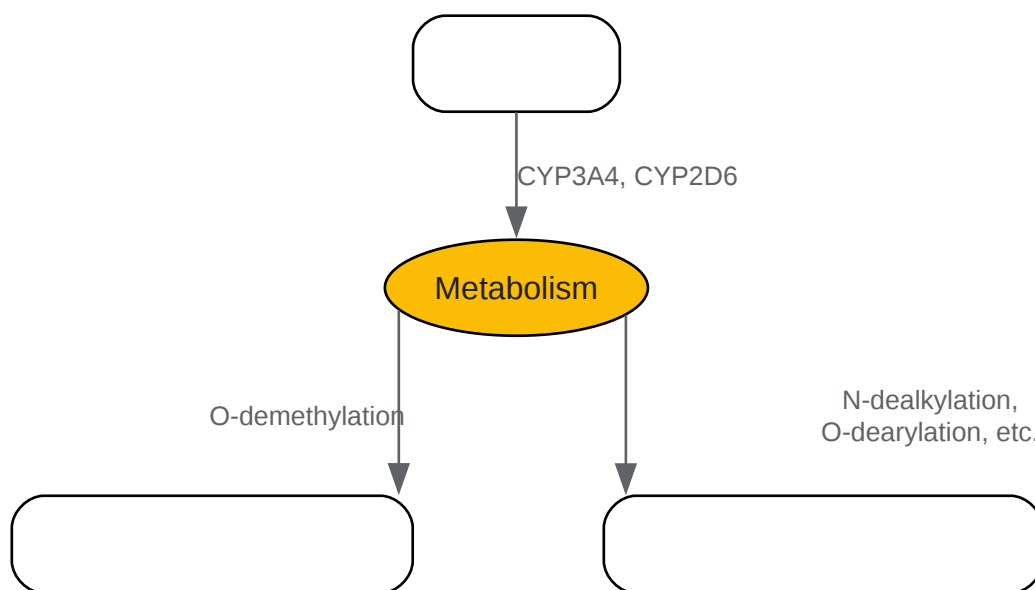 CYP3A4, CYP2D6
Metabolism
O-demethylation
N-dealkylation,
O-dearylation, etc.